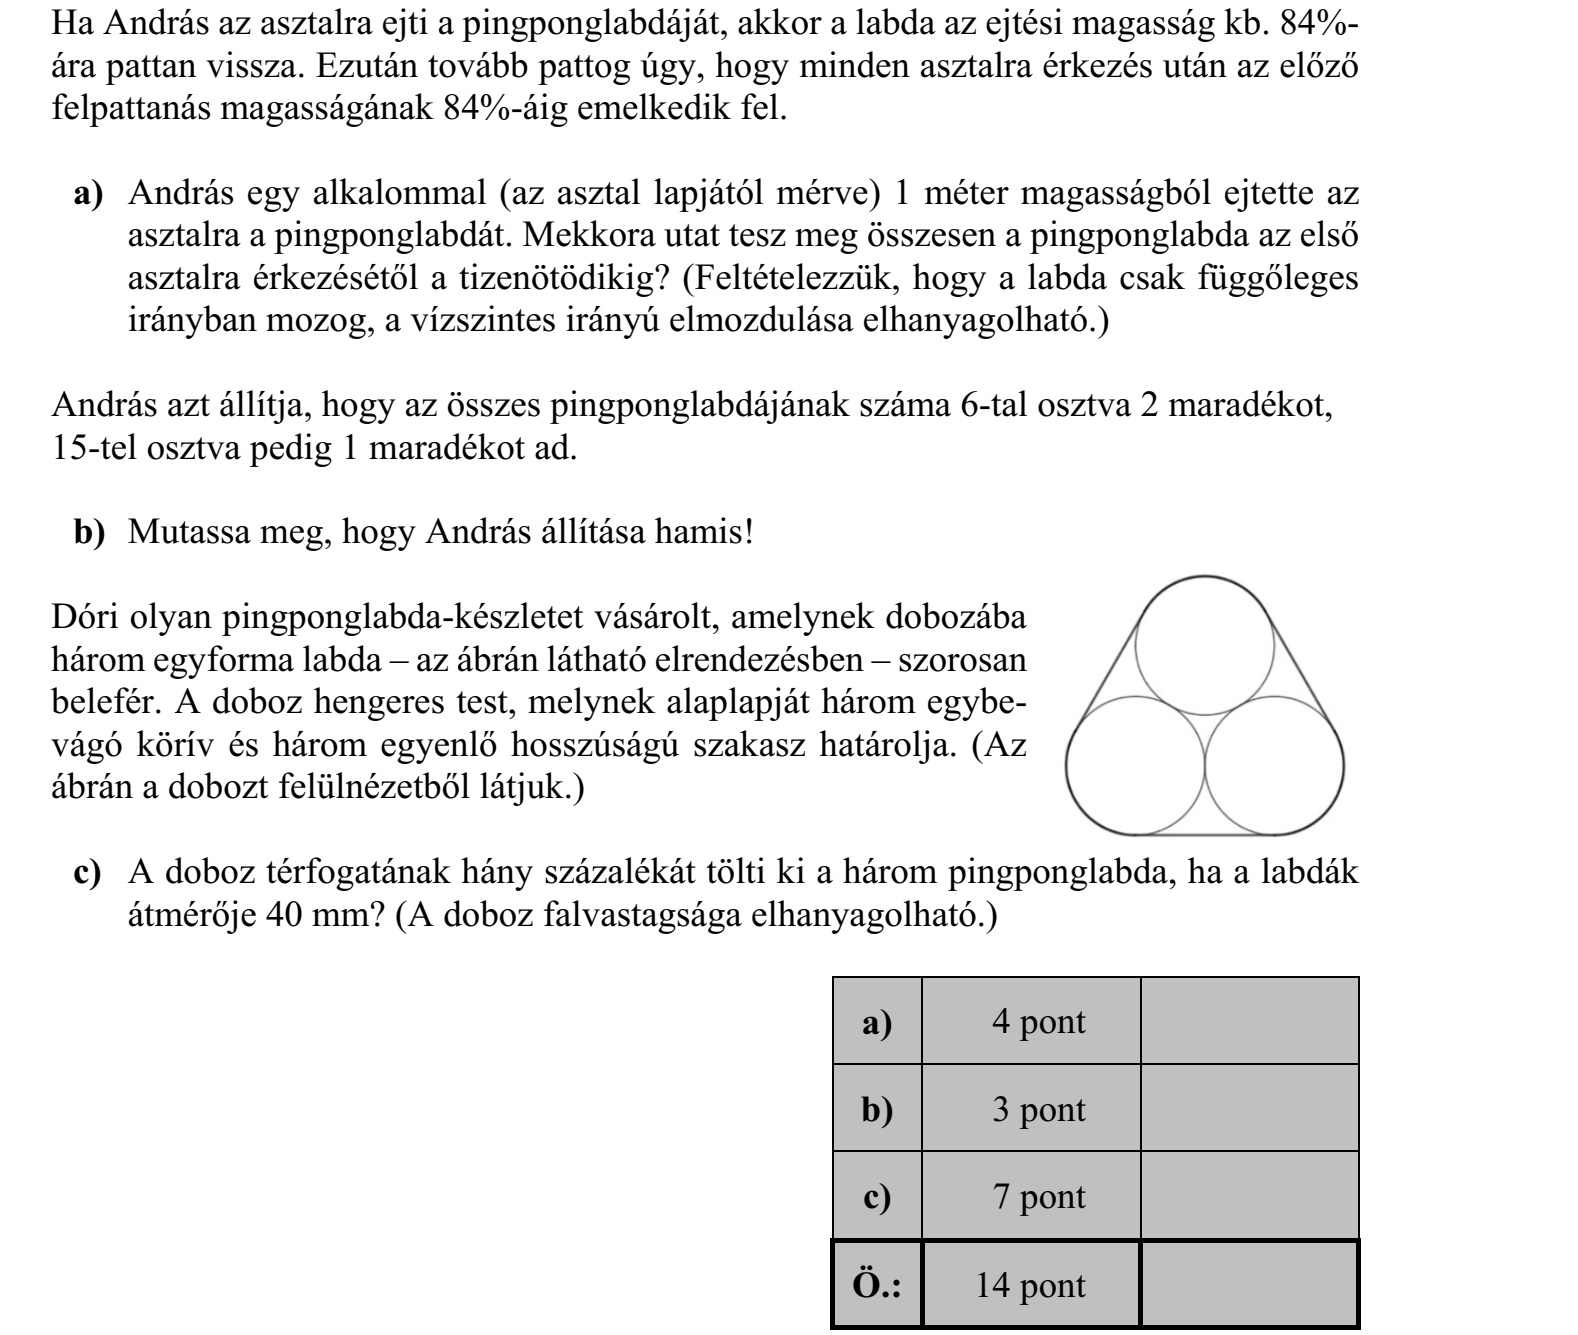 Ha András az asztalra ejti a pingponglabdáját, akkor a labda az ejtési magasság kb. 84%-
ára pattan vissza. Ezután tovább pattog úgy, hogy minden asztalra érkezés után az előző
felpattanás magasságának 84%-áig emelkedik fel.
a) András egy alkalommal (az asztal lapjától mérve) 1 méter magasságból ejtette az
asztalra a pingponglabdát. Mekkora utat tesz meg összesen a pingponglabda az első
asztalra érkezésétől a tizenötödikig? (Feltételezzük, hogy a labda csak függőleges
irányban mozog, a vízszintes irányú elmozdulása elhanyagolható.)
András azt állítja, hogy az összes pingponglabdájának száma 6-tal osztva 2 maradékot,
15-tel osztva pedig 1 maradékot ad.
b) Mutassa meg, hogy András állítása hamis!
Dóri olyan pingponglabda-készletet vásárolt, amelynek dobozába
három egyforma labda – az ábrán látható elrendezésben – szorosan
belefér. A doboz hengeres test, melynek alaplapját három egybe-
vágó körív és három egyenlő hosszúságú szakasz határolja. (Az
ábrán a dobozt felülnézetből látjuk.)
c) A doboz térfogatának hány százalékát tölti ki a három pingponglabda, ha a labdák
átmérője 40 mm? (A doboz falvastagsága elhanyagolható.)
a) 4 pont
b) 3 pont
c) 7 pont
Ö.: 14 pont